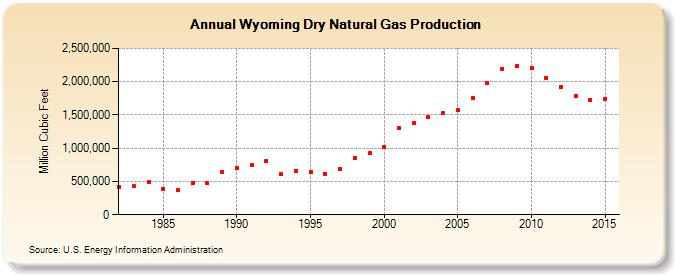 Annual Wyoming Dry Natural Gas Production
Million Cubic Feet
2,500,000
2,000,000
1,500,000
1,000,000
500,000
0
1985 1990 1995 2000 2005 2010 2015
Source: U.S. Energy Information Administration